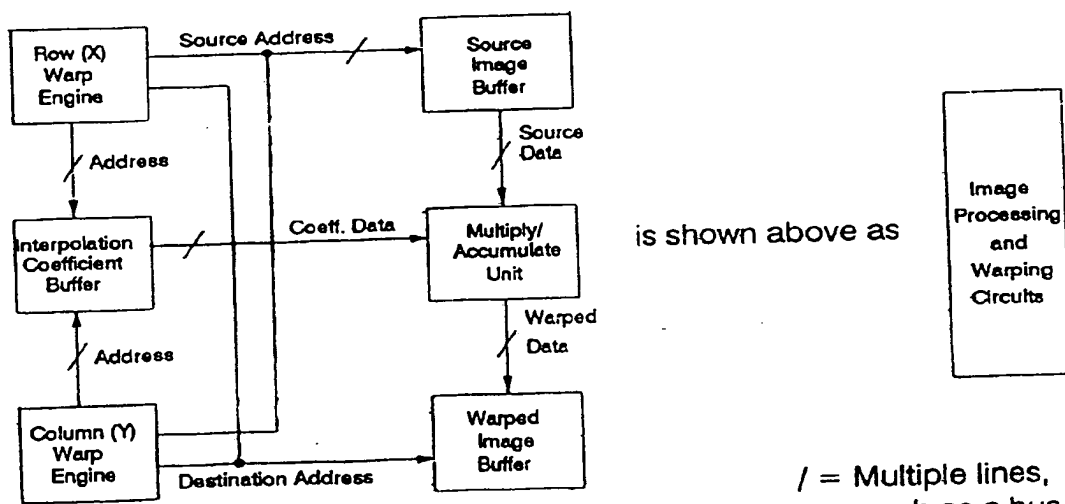 Row (X)
Warp
Engine
Source Address
Source
Image
Buffer
Address
Source
Data
Interpolation
Coefficient
Buffer
Coeff. Data
Multiply/
Accumulate
Unit
is shown above as
Image
Processing
and
Warping
Circuits
Address
Warped
Data
Column (Y)
Warp
Engine
Destination Address
Warped
Image
Buffer
/ = Multiple lines,
a bus